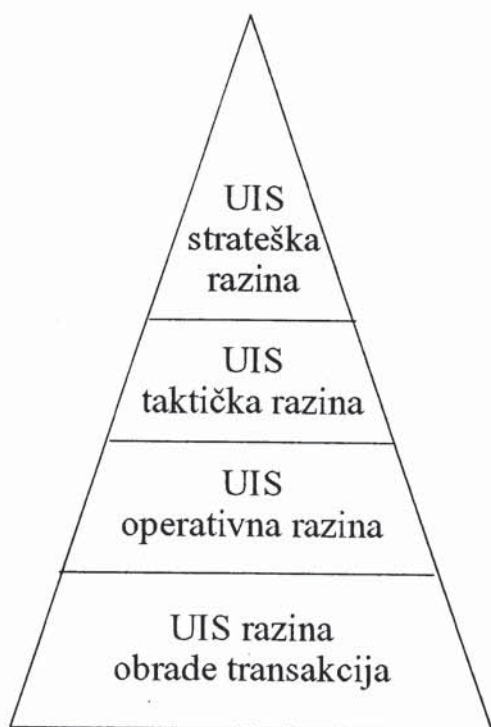 UIS
strateška
razina
UIS
taktička razina
UIS
operativna razina
UIS razina
obrade transakcija